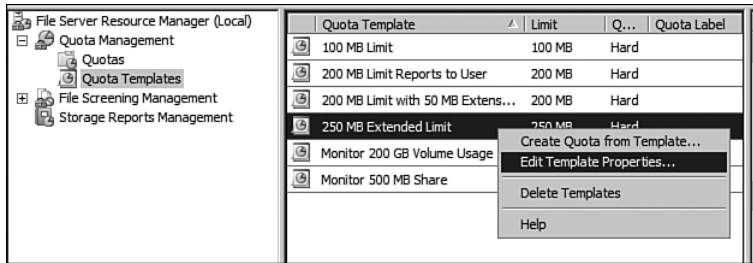 File Server Resource Manager (Local)
Quota Management
Quotas
Quota Templates
File Screening Management
Storage Reports Management
Quota Template Limit Q... Quota Label
100 MB Limit 100 MB Hard
200 MB Limit Reports to User 200 MB Hard
200 MB Limit with 50 MB Extens... 200 MB Hard
250 MB Extended Limit 250 MB Hard
Monitor 200 GB Volume Usage
Monitor 500 MB Share
Create Quota from Template...
Edit Template Properties...
Delete Templates
Help